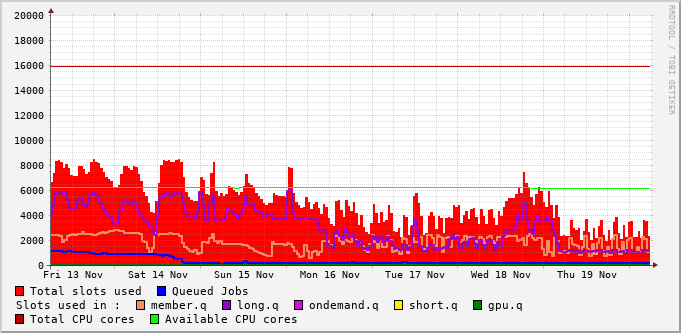 20000
18000
16000
14000
12000
10000
8000
6000
4000
2000
0
Fri 13 Nov Sat 14 Nov Sun 15 Nov Mon 16 Nov Tue 17 Nov Wed 18 Nov Thu 19 Nov
Total slots used Queued Jobs
Slots used in : member.q long.q ondemand.q short.q gpu.q
Total CPU cores Available CPU cores
RRDTOOL / TOBI OETIKER